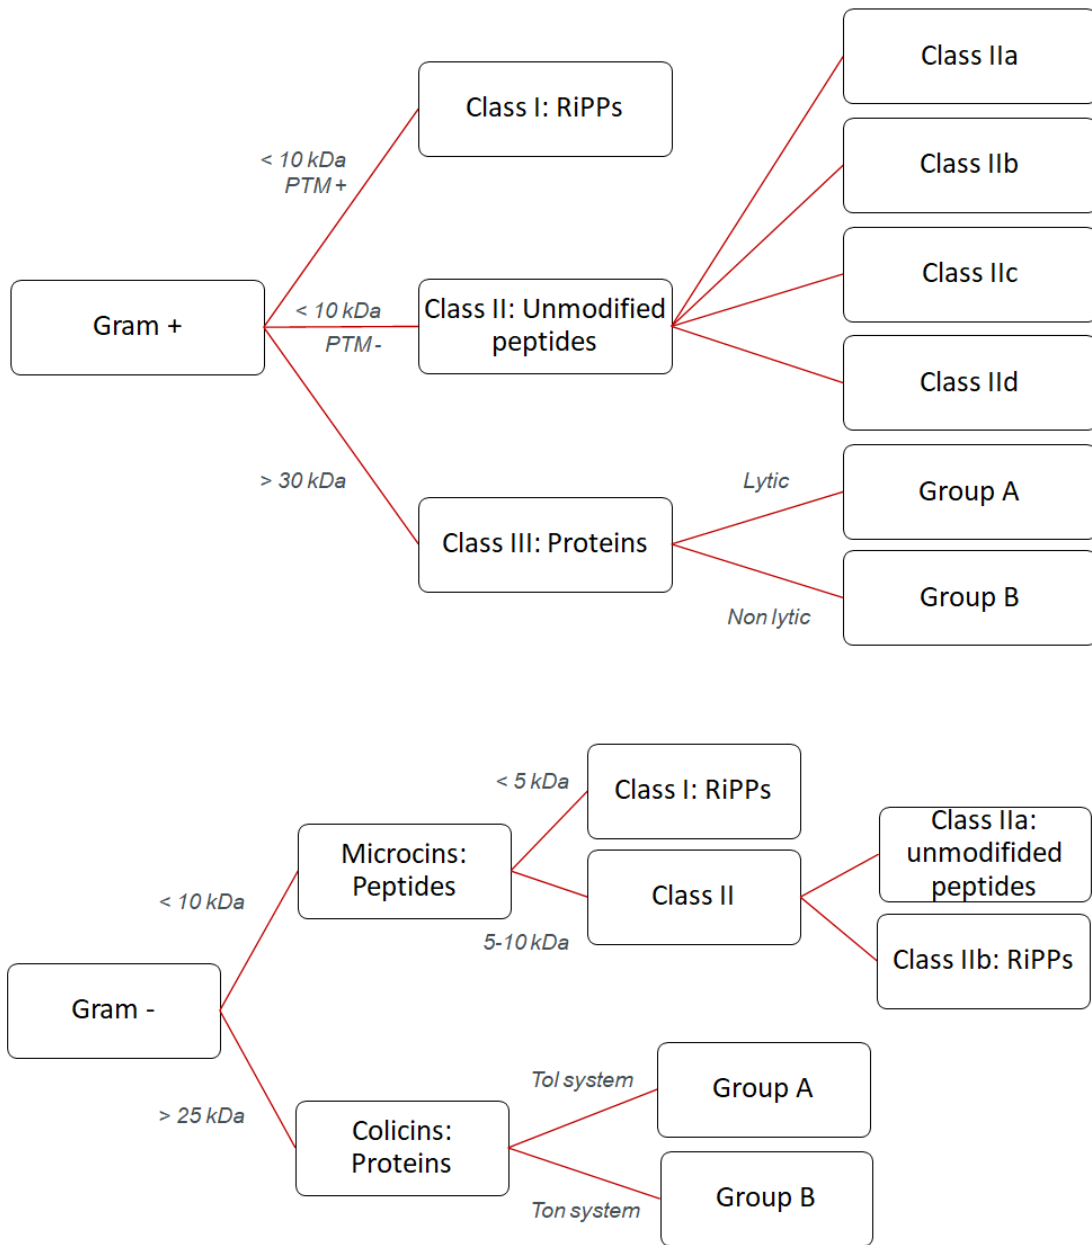 Class IIa
Class I: RiPPs
< 10 kDa
PTM +
Class IIb
Class IIc
Gram +
< 10 kDa
PTM -
Class II: Unmodified
peptides
Class IId
> 30 kDa
Class III: Proteins
Lytic
Group A
Non lytic
Group B
< 5 kDa
Class I: RiPPs
Microcins:
Peptides
< 10 kDa
5-10 kDa
Class II
Class IIa:
unmodifided
peptides
Class IIb: RiPPs
Gram -
> 25 kDa
Colicins:
Proteins
Tol system
Group A
Ton system
Group B